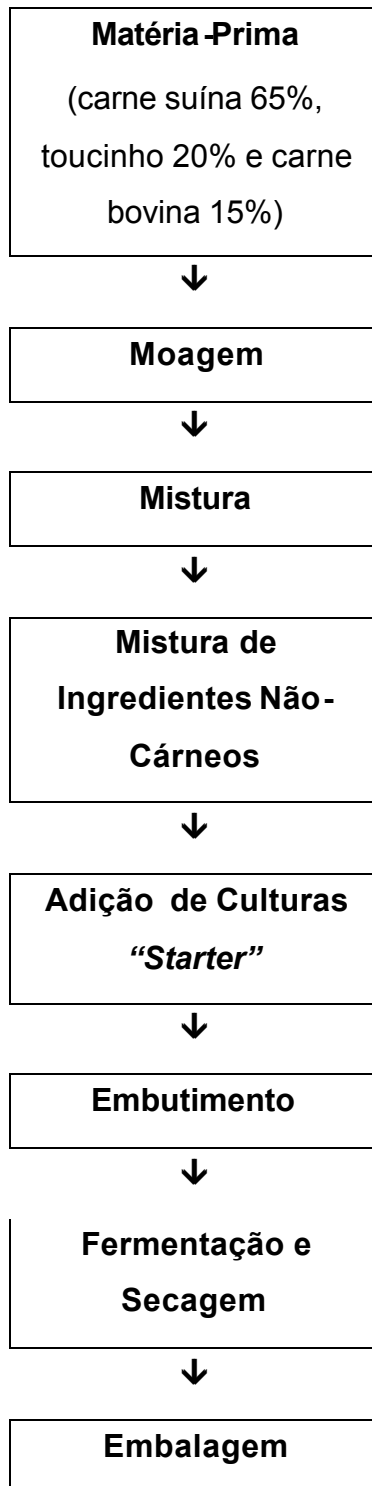 Matéria-Prima
(carne suína 65%,
toucinho 20% e carne
bovina 15%)
Moagem
Mistura
Mistura de
Ingredientes Não-
Cárneos
Adição de Culturas
“Starter”
Embutimento
Fermentação e
Secagem
Embalagem